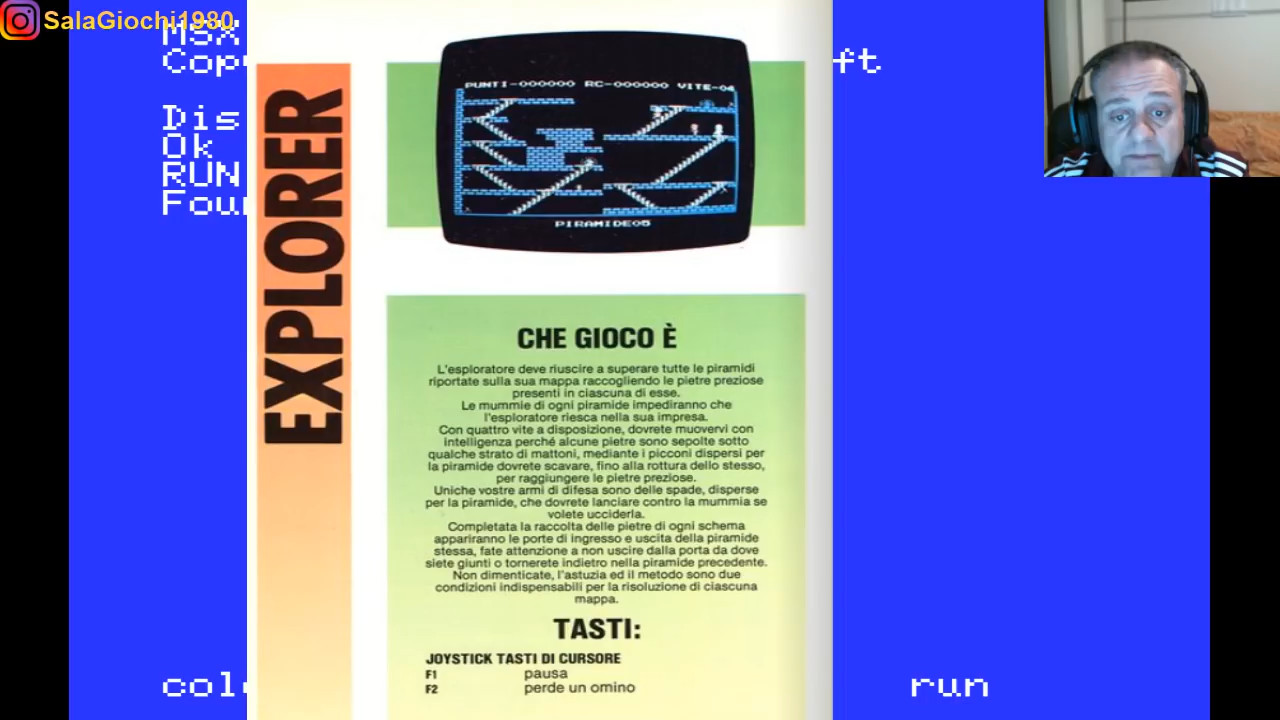 SalaGiochi1980
MSX
ft
Dis
Ok
RUN
Foun
EXPLORER
PUNTI-000000 RC-000000 VITE-04
PIRAMIDE05
CHE GIOCO È
L'esploratore deve riuscire a superare tutte le piramidi
riportate sulla sua mappa raccogliendo le pietre preziose
presenti in ciascuna di esse.
Le mummie di ogni piramide impediranno che
l'esploratore riesca nella sua impresa.
Con quattro vite a disposizione, dovrete muovervi con
intelligenza perché alcune pietre sono sepolte sotto
qualche strato di mattoni, mediante i picconi dispersi per
la piramide dovrete scavare, fino alla rottura dello stesso,
per raggiungere le pietre preziose.
Uniche vostre armi di difesa sono delle spade, disperse
per la piramide, che dovrete lanciare contro la mummia se
volete ucciderla.
Completata la raccolta delle pietre di ogni schema
appariranno le porte di ingresso e uscita della piramide
stessa, fate attenzione a non uscire dalla porta da dove
siete giunti o tornerete indietro nella piramide precedente.
Non dimenticate, l'astuzia ed il metodo sono due
condizioni indispensabili per la risoluzione di ciascuna
mappa.
TASTI:
JOYSTICK TASTI DI CURSORE
F1 pausa
F2 perde un omino
colo
run